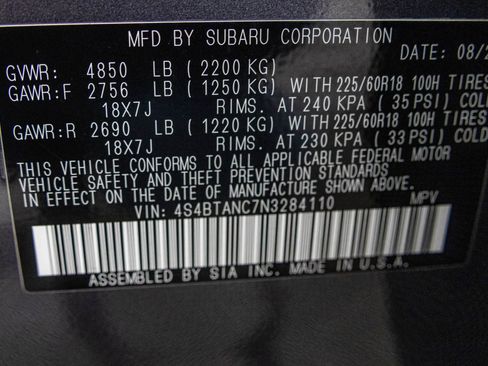 MFD BY SUBARU CORPORATION
DATE: 08/2
GVWR: 4850 LB (2200 KG)
GAWR:F 2756 LB (1250 KG) WITH 225/60R18 100H TIRES
18X7J RIMS. AT 240 KPA (35 PSI) COLD
GAWR:R 2690 LB (1220 KG) WITH 225/60R18 100H TIRES
18X7J RIMS. AT 230 KPA (33 PSI) COLD
THIS VEHICLE CONFORMS TO ALL APPLICABLE FEDERAL MOTOR
VEHICLE SAFETY AND THEFT PREVENTION STANDARDS
IN EFFECT ON THE DATE OF MANUFACTURE SHOWN ABOVE.
VIN: 4S4BTANC7N3284110 MPV
ASSEMBLED BY SIA INC. MADE IN U.S.A.